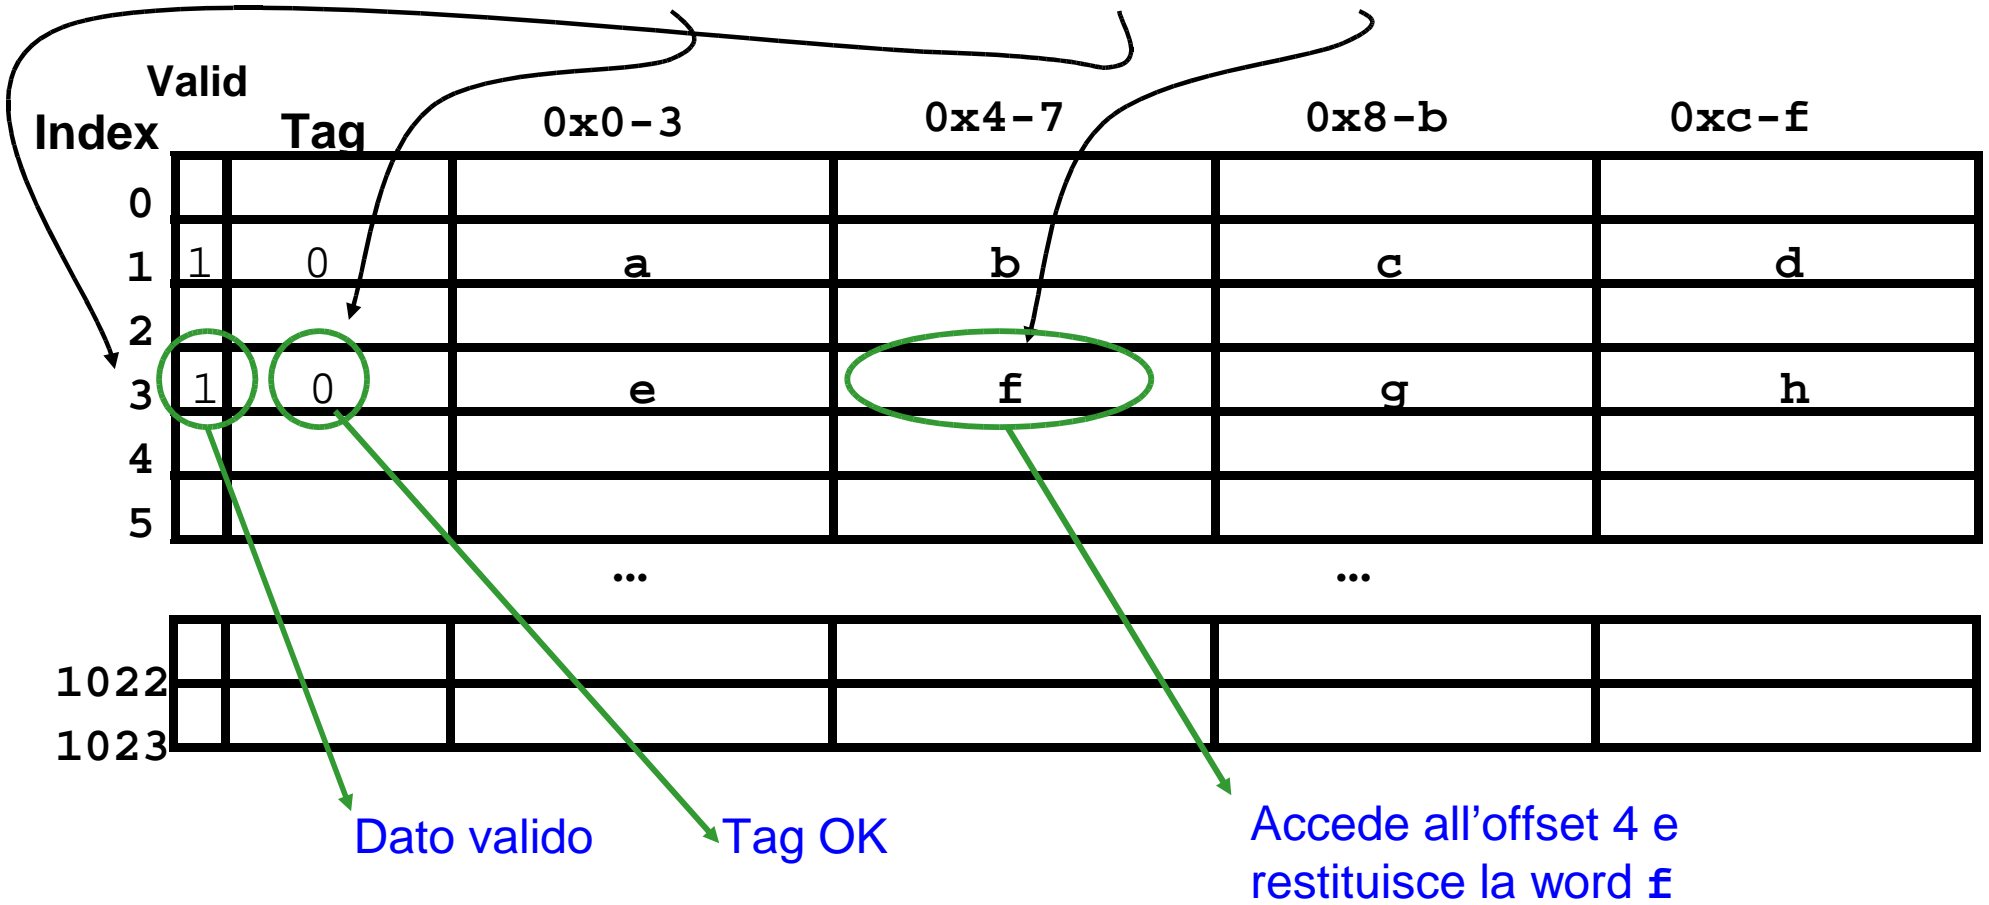 Valid
Index Tag 0x0-3 0x4-7 0x8-b 0xc-f
0
1 1 0 a b c d
2
3 1 0 e f g h
4
5
... ...
1022
1023
Dato valido Tag OK Accede all’offset 4 e
restituisce la word f